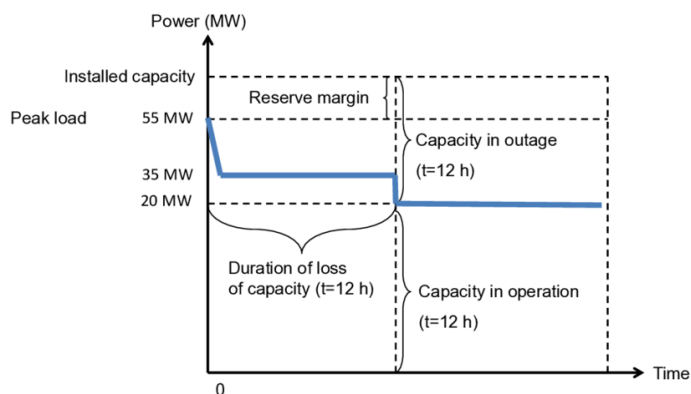 Power (MW)
Installed capacity
Reserve margin
Peak load 55 MW
Capacity in outage
(t=12 h)
35 MW
20 MW
Duration of loss
of capacity (t=12 h)
Capacity in operation
(t=12 h)
Time
0